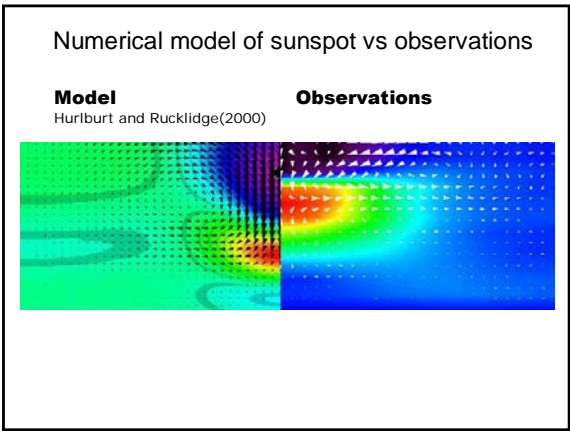 Numerical model of sunspot vs observations
Model Observations
Hurlburt and Rucklidge(2000)